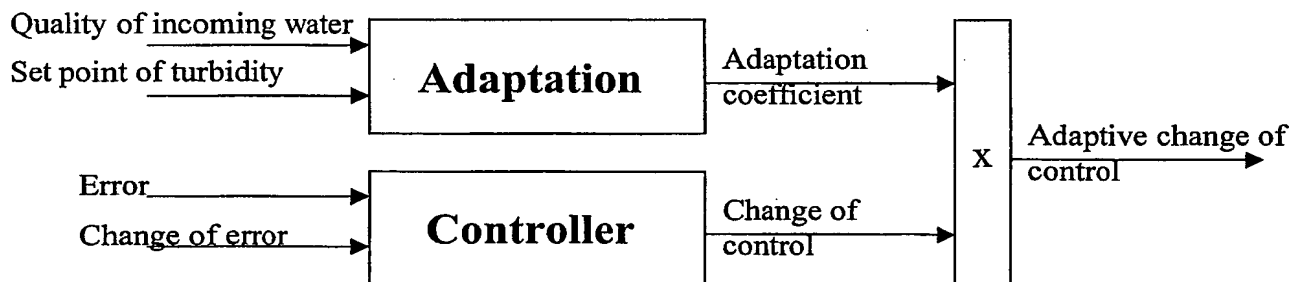 Quality of incoming water
Set point of turbidity
Adaptation
Adaptation
coefficient
Error
Change of error
Controller
Change of
control
X
Adaptive change of
control